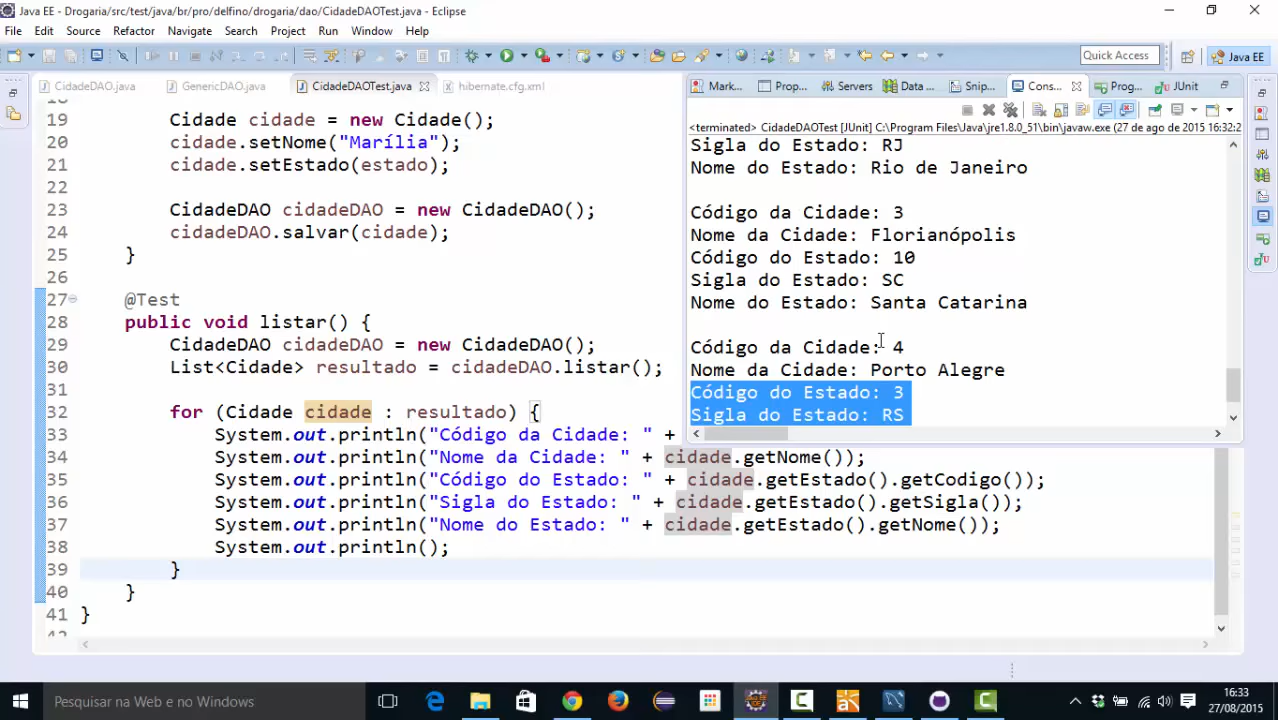 Java EE - Drogaria/src/test/java/br/pro/delfino/drogaria/dao/CidadeDAOTest.java - Eclipse
File Edit Source Refactor Navigate Search Project Run Window Help
Quick Access Java EE
CidadeDAO.java GenericDAO.java CidadeDAOTest.java hibernate.cfg.xml
Mark... Prop... Servers Data ... Snip... Cons... Prog... JUnit
<terminated> CidadeDAOTest [JUnit] C:\Program Files\Java\jre1.8.0_51\bin\javaw.exe (27 de ago de 2015 16:32:2
18
19 Cidade cidade = new Cidade();
20 cidade.setNome("Marília");
21 cidade.setEstado(estado);
22
23 CidadeDAO cidadeDAO = new CidadeDAO();
24 cidadeDAO.salvar(cidade);
25 }
26
27 @Test
28 public void listar() {
29 CidadeDAO cidadeDAO = new CidadeDAO();
30 List<Cidade> resultado = cidadeDAO.listar();
31
32 for (Cidade cidade : resultado) {
33 System.out.println("Código da Cidade: " +
34 System.out.println("Nome da Cidade: " + cidade.getNome());
35 System.out.println("Código do Estado: " + cidade.getEstado().getCodigo());
36 System.out.println("Sigla do Estado: " + cidade.getEstado().getSigla());
37 System.out.println("Nome do Estado: " + cidade.getEstado().getNome());
38 System.out.println();
39 }
40 }
41 }
42
Sigla do Estado: RJ
Nome do Estado: Rio de Janeiro
Código da Cidade: 3
Nome da Cidade: Florianópolis
Código do Estado: 10
Sigla do Estado: SC
Nome do Estado: Santa Catarina
Código da Cidade: 4
Nome da Cidade: Porto Alegre
Código do Estado: 3
Sigla do Estado: RS
Pesquisar na Web e no Windows
16:33
27/08/2015